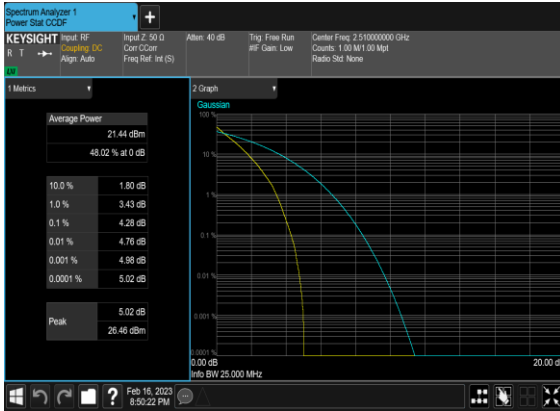 Spectrum Analyzer 1
Power Stat CCDF
KEYSIGHT
R T
Input: RF
Coupling: DC
Align: Auto
Input Z: 50 Ω
Corr CCorr
Freq Ref: Int (S)
Atten: 40 dB
Trig: Free Run
#IF Gain: Low
Center Freq: 2.510000000 GHz
Counts: 1.00 M/1.00 Mpt
Radio Std: None
1 Metrics
Average Power
21.44 dBm
48.02 % at 0 dB
10.0 % 1.80 dB
1.0 % 3.43 dB
0.1 % 4.28 dB
0.01 % 4.76 dB
0.001 % 4.98 dB
0.0001 % 5.02 dB
Peak
5.02 dB
26.46 dBm
2 Graph
Gaussian
100 %
10 %
1 %
0.1 %
0.01 %
0.001 %
0.0001 %
0.00 dB
20.00 d
Info BW 25.000 MHz
?
Feb 16, 2023
8:50:22 PM